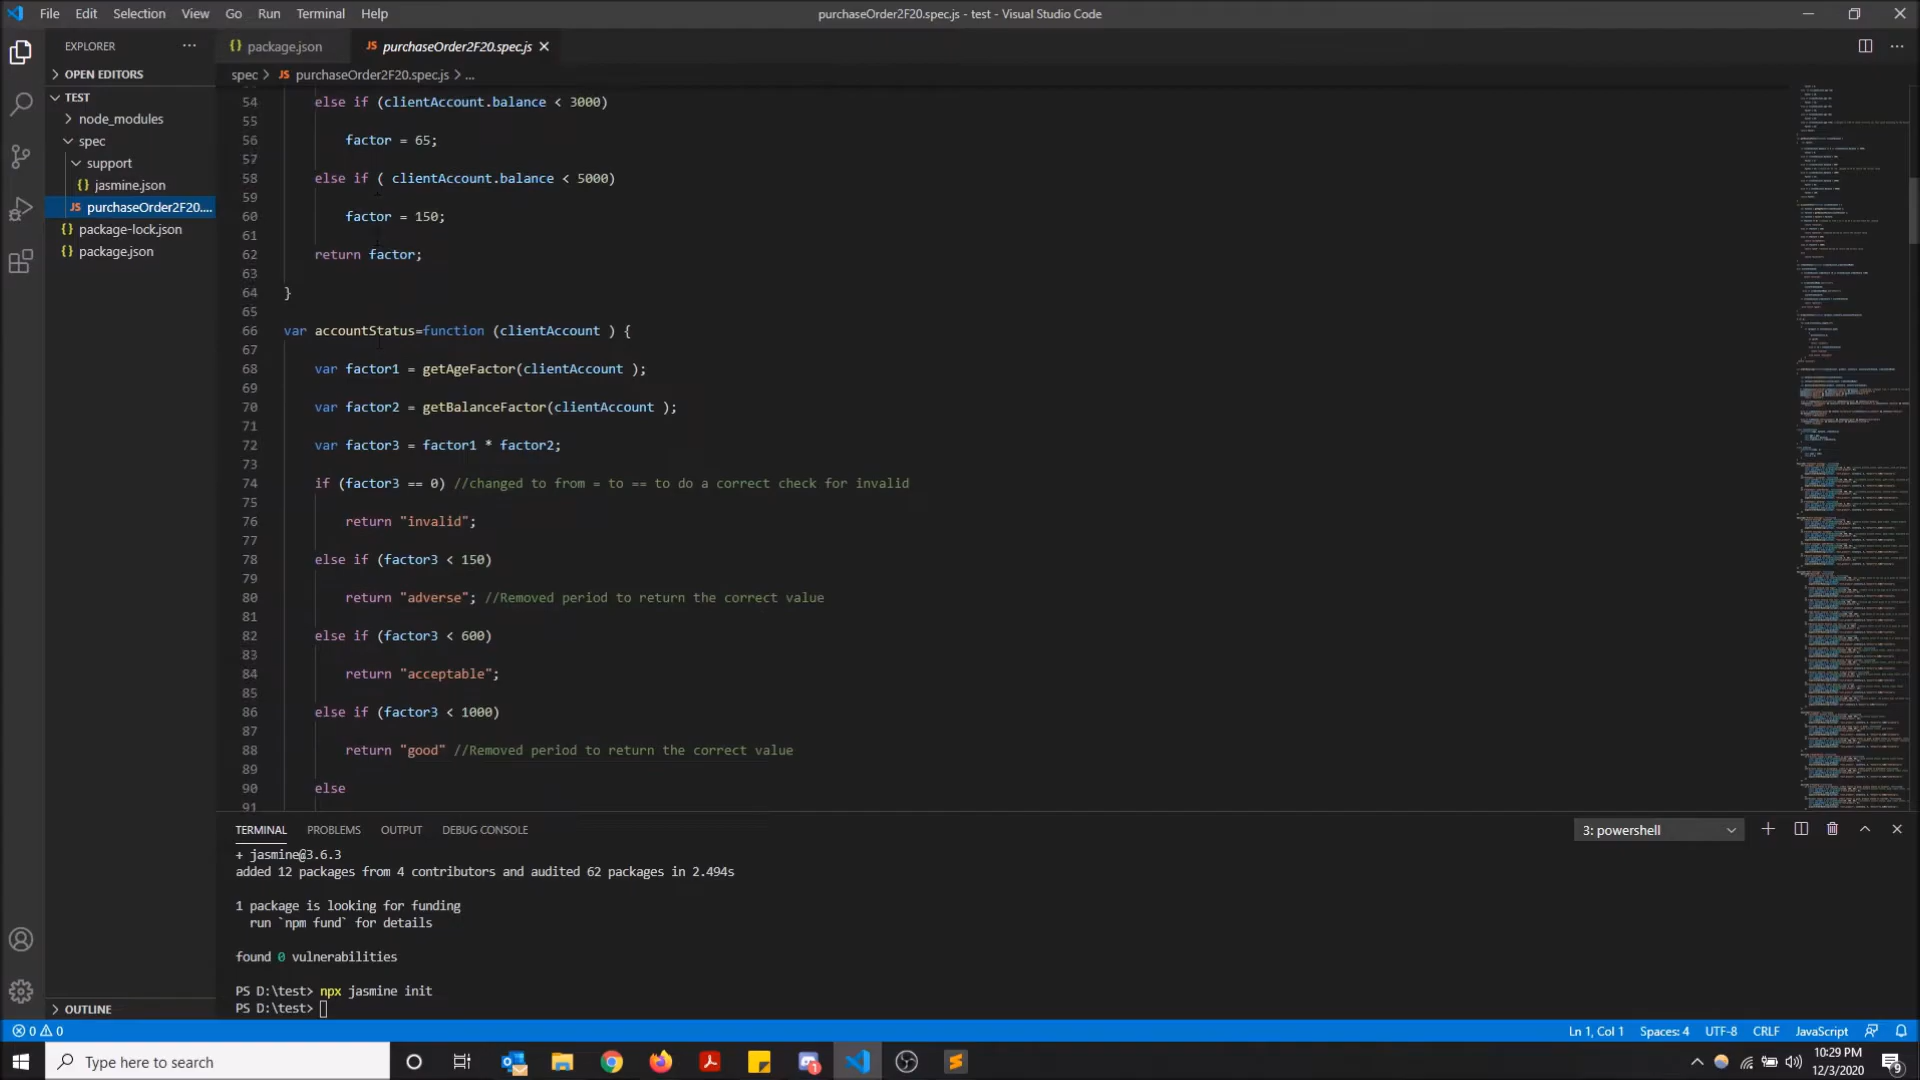 File Edit Selection View Go Run Terminal Help
purchaseOrder2F20.spec.js - test - Visual Studio Code
EXPLORER
package.json
JS purchaseOrder2F20.spec.js
OPEN EDITORS
spec > JS purchaseOrder2F20.spec.js > ...
TEST
node_modules
spec
support
{} jasmine.json
JS purchaseOrder2F20....
{} package-lock.json
{} package.json
54 else if (clientAccount.balance < 3000)
55
56 factor = 65;
57
58 else if ( clientAccount.balance < 5000)
59
60 factor = 150;
61
62 return factor;
63
64 }
65
66 var accountStatus=function (clientAccount ) {
67
68 var factor1 = getAgeFactor(clientAccount );
69
70 var factor2 = getBalanceFactor(clientAccount );
71
72 var factor3 = factor1 * factor2;
73
74 if (factor3 == 0) //changed to from = to == to do a correct check for invalid
75
76 return "invalid";
77
78 else if (factor3 < 150)
79
80 return "adverse"; //Removed period to return the correct value
81
82 else if (factor3 < 600)
83
84 return "acceptable";
85
86 else if (factor3 < 1000)
87
88 return "good" //Removed period to return the correct value
89
90 else
91
TERMINAL PROBLEMS OUTPUT DEBUG CONSOLE
3: powershell
+ jasmine@3.6.3
added 12 packages from 4 contributors and audited 62 packages in 2.494s
1 package is looking for funding
run `npm fund` for details
found 0 vulnerabilities
PS D:\test> npx jasmine init
PS D:\test>
OUTLINE
0 0
Ln 1, Col 1 Spaces: 4 UTF-8 CRLF JavaScript
Type here to search
10:29 PM
12/3/2020